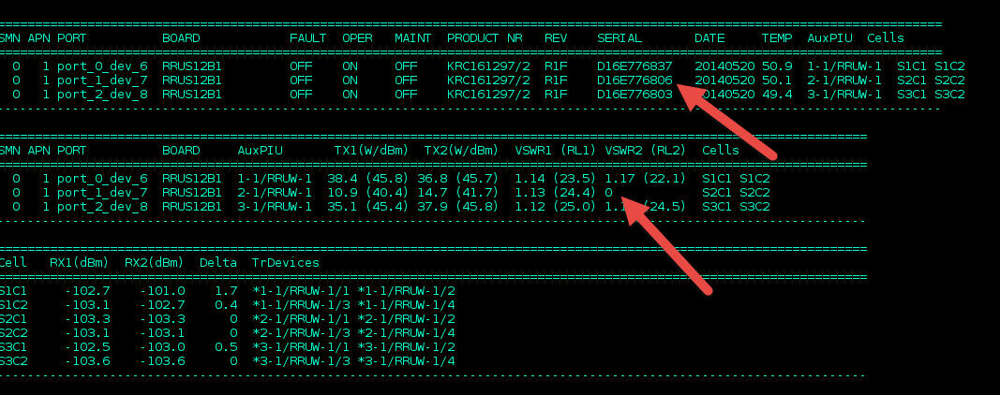 SMN APN PORT BOARD FAULT OPER MAINT PRODUCT NR REV SERIAL DATE TEMP AuxPIU Cells
0 1 port_0_dev_6 RRUS12B1 OFF ON OFF KRC161297/2 R1F D16E776837 20140520 50.9 1-1/RRUW-1 S1C1 S1C2
0 1 port_1_dev_7 RRUS12B1 OFF ON OFF KRC161297/2 R1F D16E776806 20140520 50.1 2-1/RRUW-1 S2C1 S2C2
0 1 port_2_dev_8 RRUS12B1 OFF ON OFF KRC161297/2 R1F D16E776803 49.4 3-1/RRUW-1 S3C1 S3C2
SMN APN PORT BOARD AuxPIU TX1(W/dBm) TX2(W/dBm) VSWR1 (RL1) VSWR2 (RL2) Cells
0 1 port_0_dev_6 RRUS12B1 1-1/RRUW-1 38.4 (45.8) 36.8 (45.7) 1.14 (23.5) 1.17 (22.1) S1C1 S1C2
0 1 port_1_dev_7 RRUS12B1 2-1/RRUW-1 10.9 (40.4) 14.7 (41.7) 1.13 (24.4) 0 S2C1 S2C2
0 1 port_2_dev_8 RRUS12B1 3-1/RRUW-1 35.1 (45.4) 37.9 (45.8) 1.12 (25.0) (24.5) S3C1 S3C2
Cell RX1(dBm) RX2(dBm) Delta TrDevices
S1C1 -102.7 -101.0 1.7 *1-1/RRUW-1/1 *1-1/RRUW-1/2
S1C2 -103.1 -102.7 0.4 *1-1/RRUW-1/3 *1-1/RRUW-1/4
S2C1 -103.3 -103.3 0 *2-1/RRUW-1/1 *2-1/RRUW-1/2
S2C2 -103.1 -103.1 0 *2-1/RRUW-1/3 *2-1/RRUW-1/4
S3C1 -102.5 -103.0 0.5 *3-1/RRUW-1/1 *3-1/RRUW-1/2
S3C2 -103.6 -103.6 0 *3-1/RRUW-1/3 *3-1/RRUW-1/4